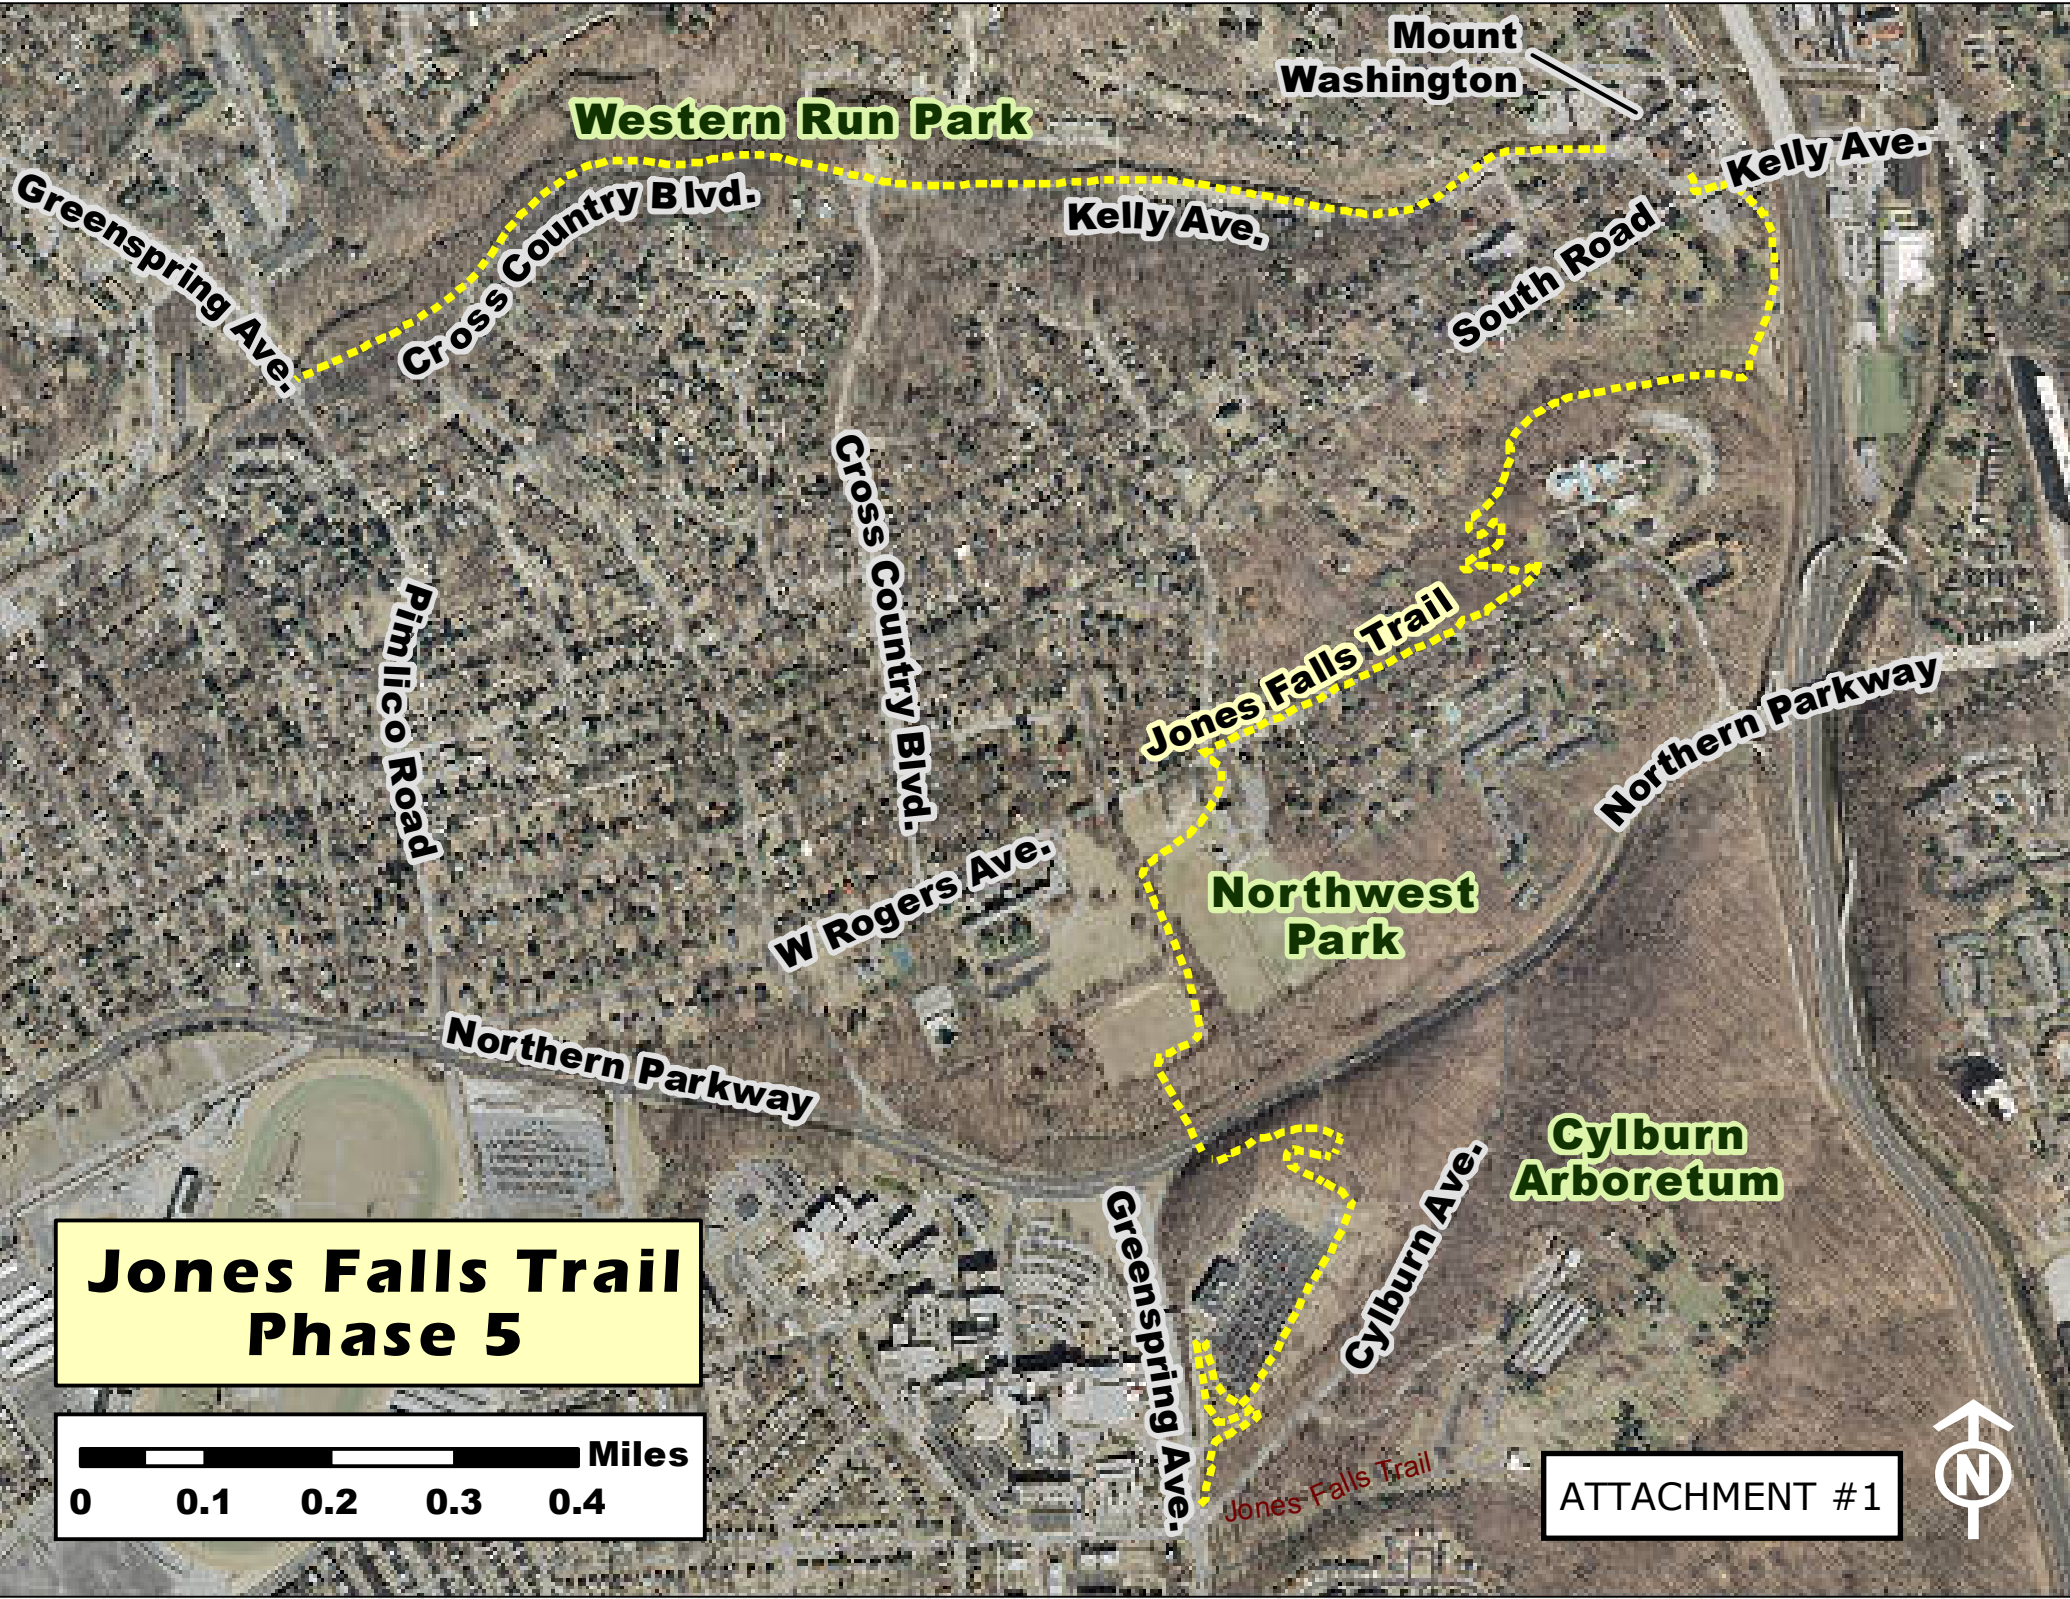 Mount
Washington
Western Run Park
Kelly Ave.
Greenspring Ave.
Cross Country Blvd.
Kelly Ave.
South Road
Cross Country Blvd.
Pimlico Road
Jones Falls Trail
Northern Parkway
W Rogers Ave.
Northwest
Park
Northern Parkway
Cylburn
Arboretum
Cylburn Ave.
Greenspring Ave.
Jones Falls Trail
Phase 5
Miles
0 0.1 0.2 0.3 0.4
Jones Falls Trail
ATTACHMENT #1
N